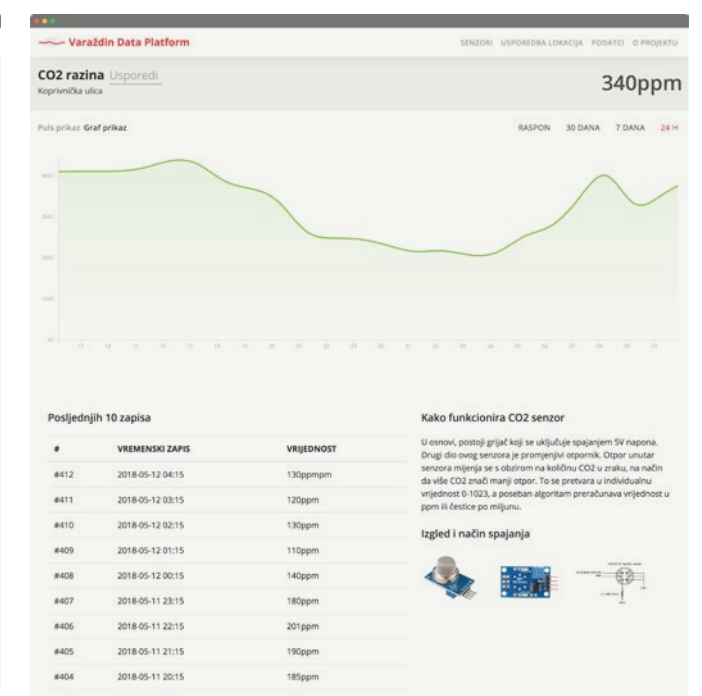 Varaždin Data Platform
SENZORI USPOREDBA LOKACIJA PODATCI O PROJEKTU
CO2 razina Usporedi
Koprivnička ulica
340ppm
Puls prikaz Graf prikaz
RASPON 30 DANA 7 DANA 24 H
Posljednjih 10 zapisa
# VREMENSKI ZAPIS VRIJEDNOST
#412 2018-05-12 04:15 130ppmpm
#411 2018-05-12 03:15 120ppm
#410 2018-05-12 02:15 130ppm
#409 2018-05-12 01:15 110ppm
#408 2018-05-12 00:15 140ppm
#407 2018-05-11 23:15 180ppm
#406 2018-05-11 22:15 201ppm
#405 2018-05-11 21:15 190ppm
#404 2018-05-11 20:15 185ppm
Kako funkcionira CO2 senzor
U osnovi, postoji grijač koji se uključuje spajanjem 5V napona.
Drugi dio ovog senzora je promjenjivi otpornik. Otpor unutar
senzora mijenja se s obzirom na količinu CO2 u zraku, na način
da više CO2 znači manji otpor. To se pretvara u individualnu
vrijednost 0-1023, a poseban algoritam preračunava vrijednost u
ppm ili čestice po miljunu.
Izgled i način spajanja